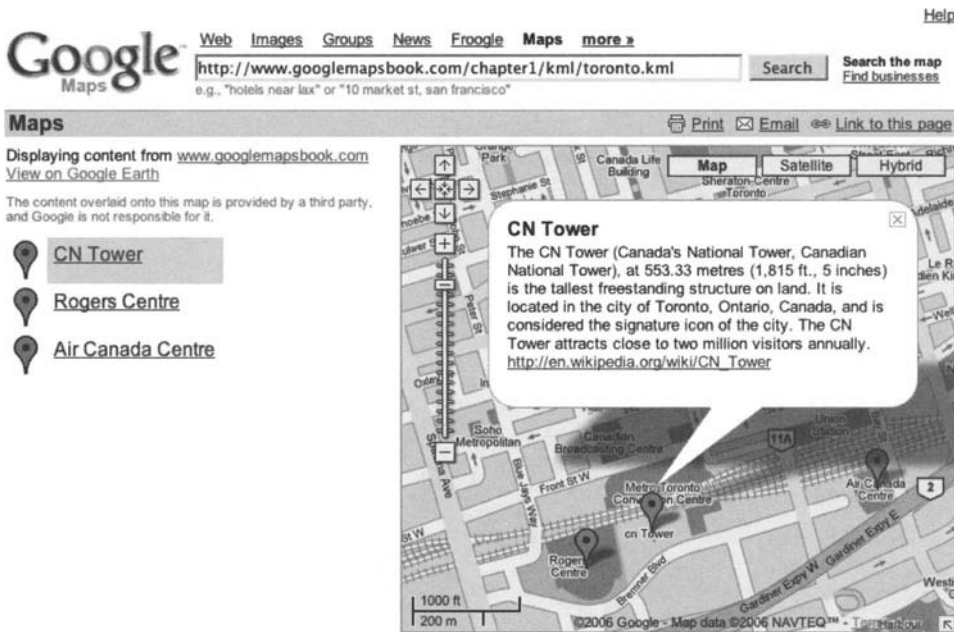 Help
Google™
Maps
Web Images Groups News Froogle Maps more »
http://www.googlemapsbook.com/chapter1/kml/toronto.kml
Search
Search the map
Find businesses
e.g., "hotels near lax" or "10 market st, san francisco"
Maps
Print Email Link to this page
Displaying content from www.googlemapsbook.com
View on Google Earth
The content overlaid onto this map is provided by a third party,
and Google is not responsible for it.
CN Tower
Rogers Centre
Air Canada Centre
Map Satellite Hybrid
Park
Canada Life
Building
Sheraton-Centre
Toronto
Stephanie St
Peter St
CN Tower
The CN Tower (Canada's National Tower, Canadian
National Tower), at 553.33 metres (1,815 ft., 5 inches)
is the tallest freestanding structure on land. It is
located in the city of Toronto, Ontario, Canada, and is
considered the signature icon of the city. The CN
Tower attracts close to two million visitors annually.
http://en.wikipedia.org/wiki/CN_Tower
Soho
Metropolitan
Canadian
Broadcasting Centre
11A
Union
Station
Bay St
Spadina Ave
Blue Jays Way
Front St W
Metro Toronto
Convention Centre
cn Tower
Air Canada
Centre
2
St W
Rogers
Centre
Bremner Blvd
Gardiner Expy W
Gardiner Expy E
1000 ft
200 m
©2006 Google - Map data ©2006 NAVTEQ™ -